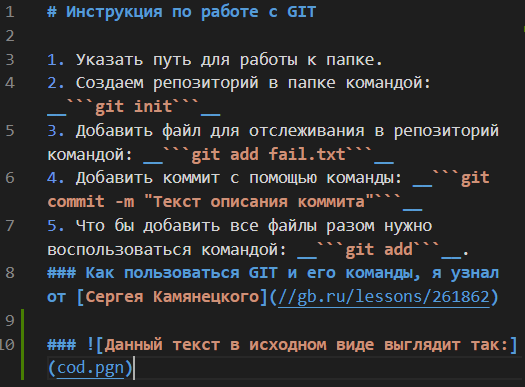 1 # Инструкция по работе с GIT
2
3 1. Указать путь для работы к папке.
4 2. Создаем репозиторий в папке командой:
__```git init```__
5 3. Добавить файл для отслеживания в репозиторий
командой: __```git add fail.txt```__
6 4. Добавить коммит с помощью команды: __```git
commit -m "Текст описания коммита"```__
7 5. Что бы добавить все файлы разом нужно
воспользоваться командой: __```git add```__.
8 ### Как пользоваться GIT и его команды, я узнал
от [Сергея Камянецкого](//gb.ru/lessons/261862)
9
10 ### ![Данный текст в исходном виде выглядит так:]
(cod.pgn)